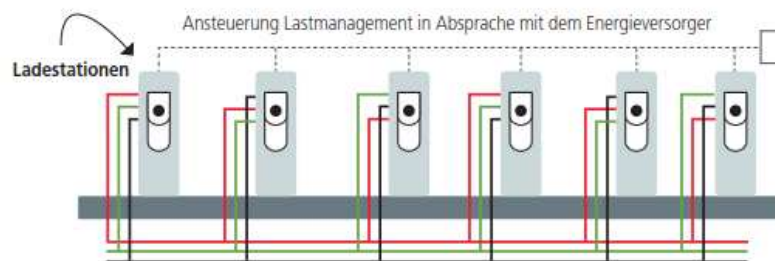 Ansteuerung Lastmanagement in Absprache mit dem Energieversorger
Ladestationen